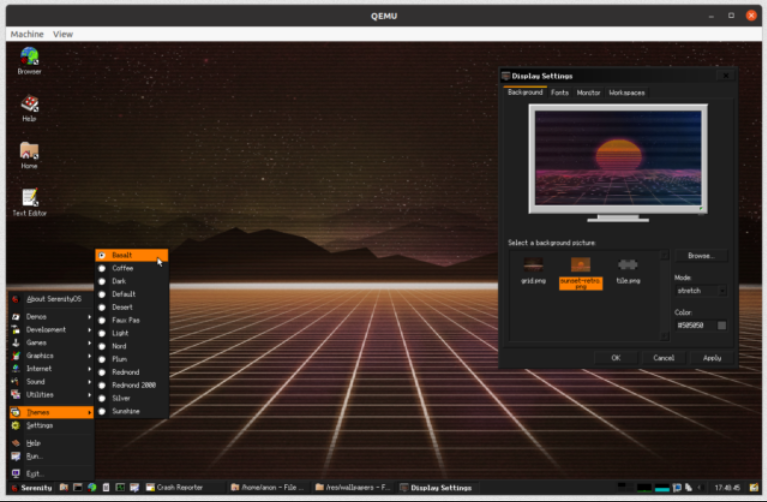 QEMU
Machine View
Browser
Help
Home
Text Editor
Display Settings
Background Fonts Monitor Workspaces
Select a background picture:
grid.png
sunset-retro.png
tile.png
Browse...
Mode:
stretch
Color:
#505050
OK Cancel Apply
Basalt
Coffee
Dark
Default
Desert
Faux Pas
Light
Nord
Plum
Redmond
Redmond 2000
Silver
Sunshine
About SerenityOS
Demos
Development
Games
Graphics
Internet
Sound
Utilities
Themes
Settings
Help
Run...
Exit...
Serenity
Crash Reporter
/home/anon - File ...
/res/wallpapers - F...
Display Settings
17:48:45